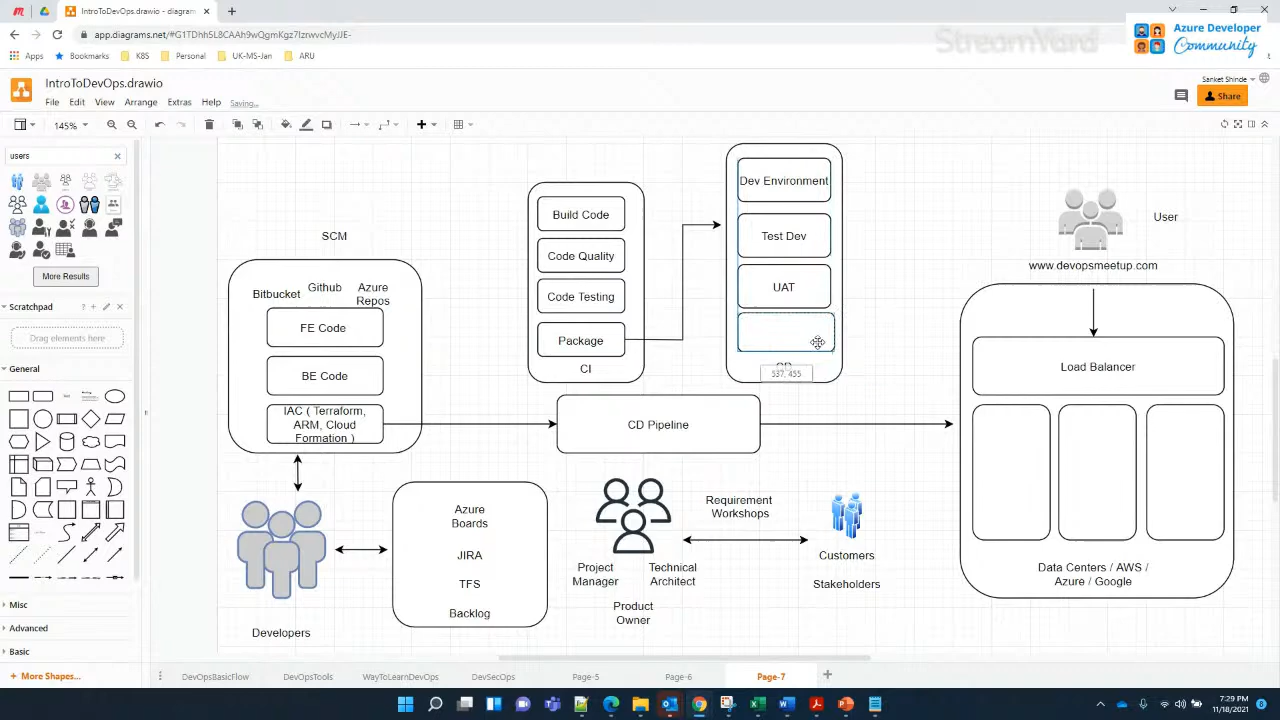 IntroToDevOps.drawio - diagram
Azure Developer
Community
StreamYard
app.diagrams.net/#G1TDhhSL8CAAh9wQgmKgz7IzrwvcMyJJE-
Apps
Bookmarks
K8S
Personal
UK-MS-Jan
ARU
IntroToDevOps.drawio
Sanket Shinde
File Edit View Arrange Extras Help Saving...
Share
145%
users
More Results
Scratchpad
Drag elements here
General
Misc
Advanced
Basic
+ More Shapes...
SCM
Bitbucket
Github
Azure
Repos
FE Code
BE Code
IAC ( Terraform,
ARM, Cloud
Formation )
Developers
Azure
Boards
JIRA
TFS
Backlog
Build Code
Code Quality
Code Testing
Package
CI
Dev Environment
Test Dev
UAT
537, 455
CD Pipeline
Project
Manager
Technical
Architect
Product
Owner
Requirement
Workshops
Customers
Stakeholders
User
www.devopsmeetup.com
Load Balancer
Data Centers / AWS /
Azure / Google
DevOpsBasicFlow
DevOpsTools
WayToLearnDevOps
DevSecOps
Page-5
Page-6
Page-7
7:29 PM
11/18/2021